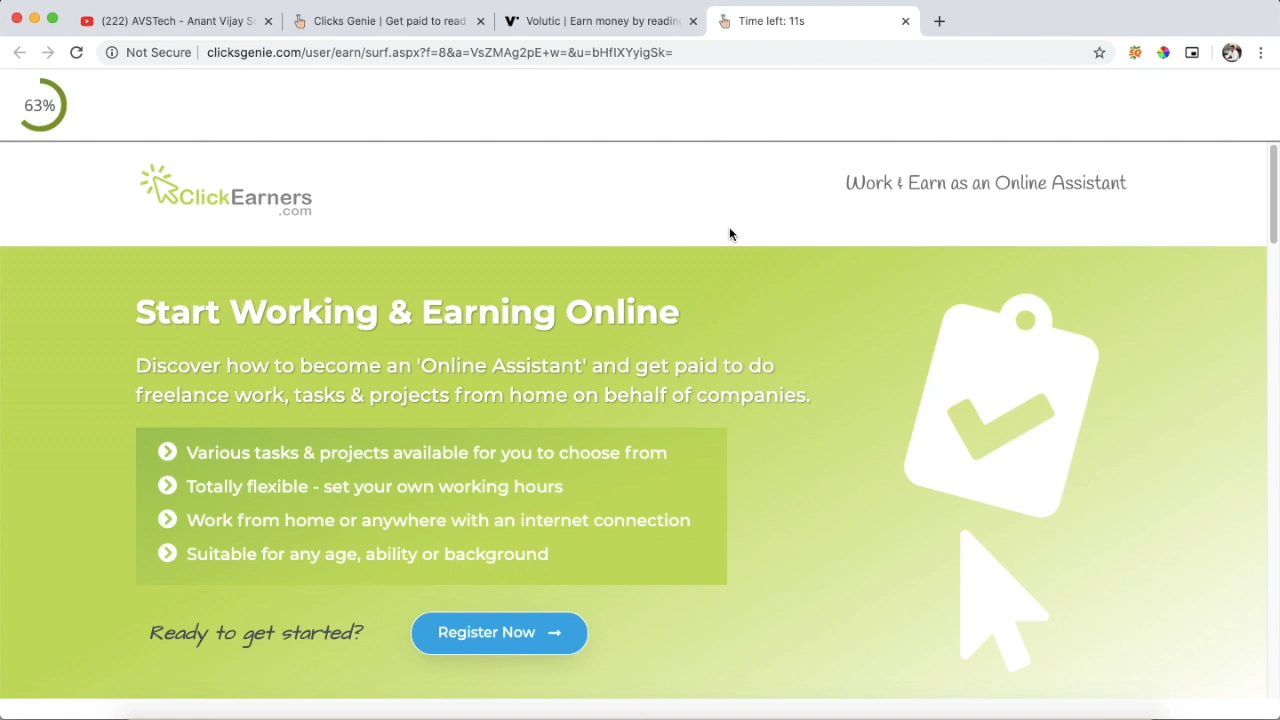 (222) AVSTech - Anant Vijay S
Clicks Genie | Get paid to read
Volutic | Earn money by reading
Time left: 11s
Not Secure
clicksgenie.com/user/earn/surf.aspx?f=8&a=VsZMAg2pE+w=&u=bHfIXYyigSk=
63%
ClickEarners
.com
Work & Earn as an Online Assistant
Start Working & Earning Online
Discover how to become an 'Online Assistant' and get paid to do
freelance work, tasks & projects from home on behalf of companies.
Various tasks & projects available for you to choose from
Totally flexible - set your own working hours
Work from home or anywhere with an internet connection
Suitable for any age, ability or background
Ready to get started?
Register Now